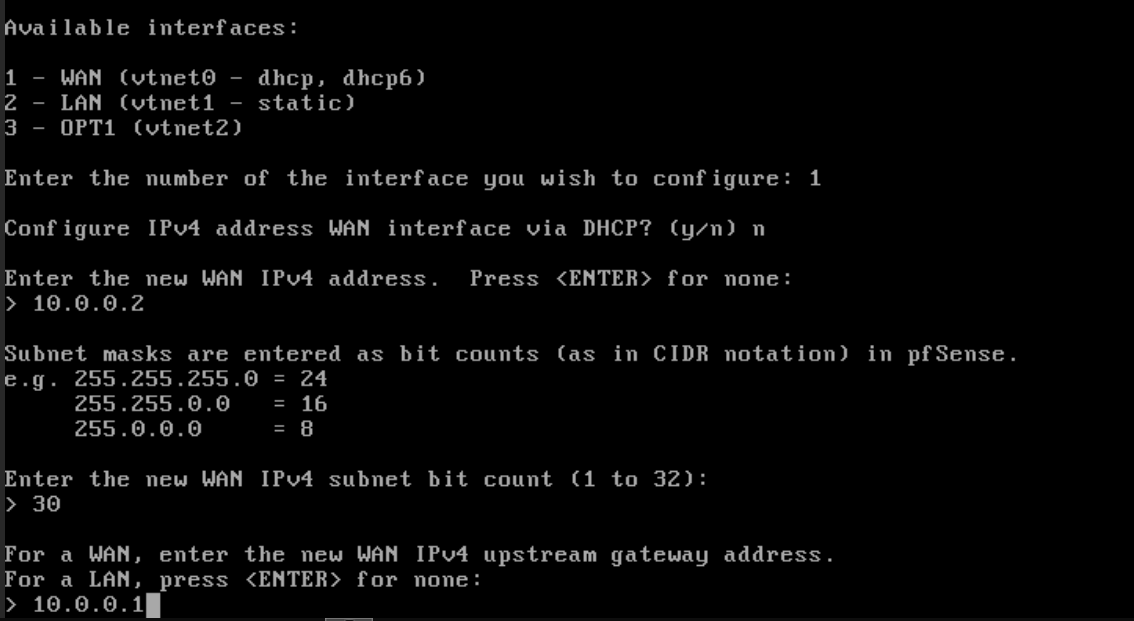 Available interfaces:
1 - WAN (vtnet0 - dhcp, dhcp6)
2 - LAN (vtnet1 - static)
3 - OPT1 (vtnet2)
Enter the number of the interface you wish to configure: 1
Configure IPv4 address WAN interface via DHCP? (y/n) n
Enter the new WAN IPv4 address.  Press <ENTER> for none:
> 10.0.0.2
Subnet masks are entered as bit counts (as in CIDR notation) in pfSense.
e.g. 255.255.255.0 = 24
     255.255.0.0   = 16
     255.0.0.0     = 8
Enter the new WAN IPv4 subnet bit count (1 to 32):
> 30
For a WAN, enter the new WAN IPv4 upstream gateway address.
For a LAN, press <ENTER> for none:
> 10.0.0.1